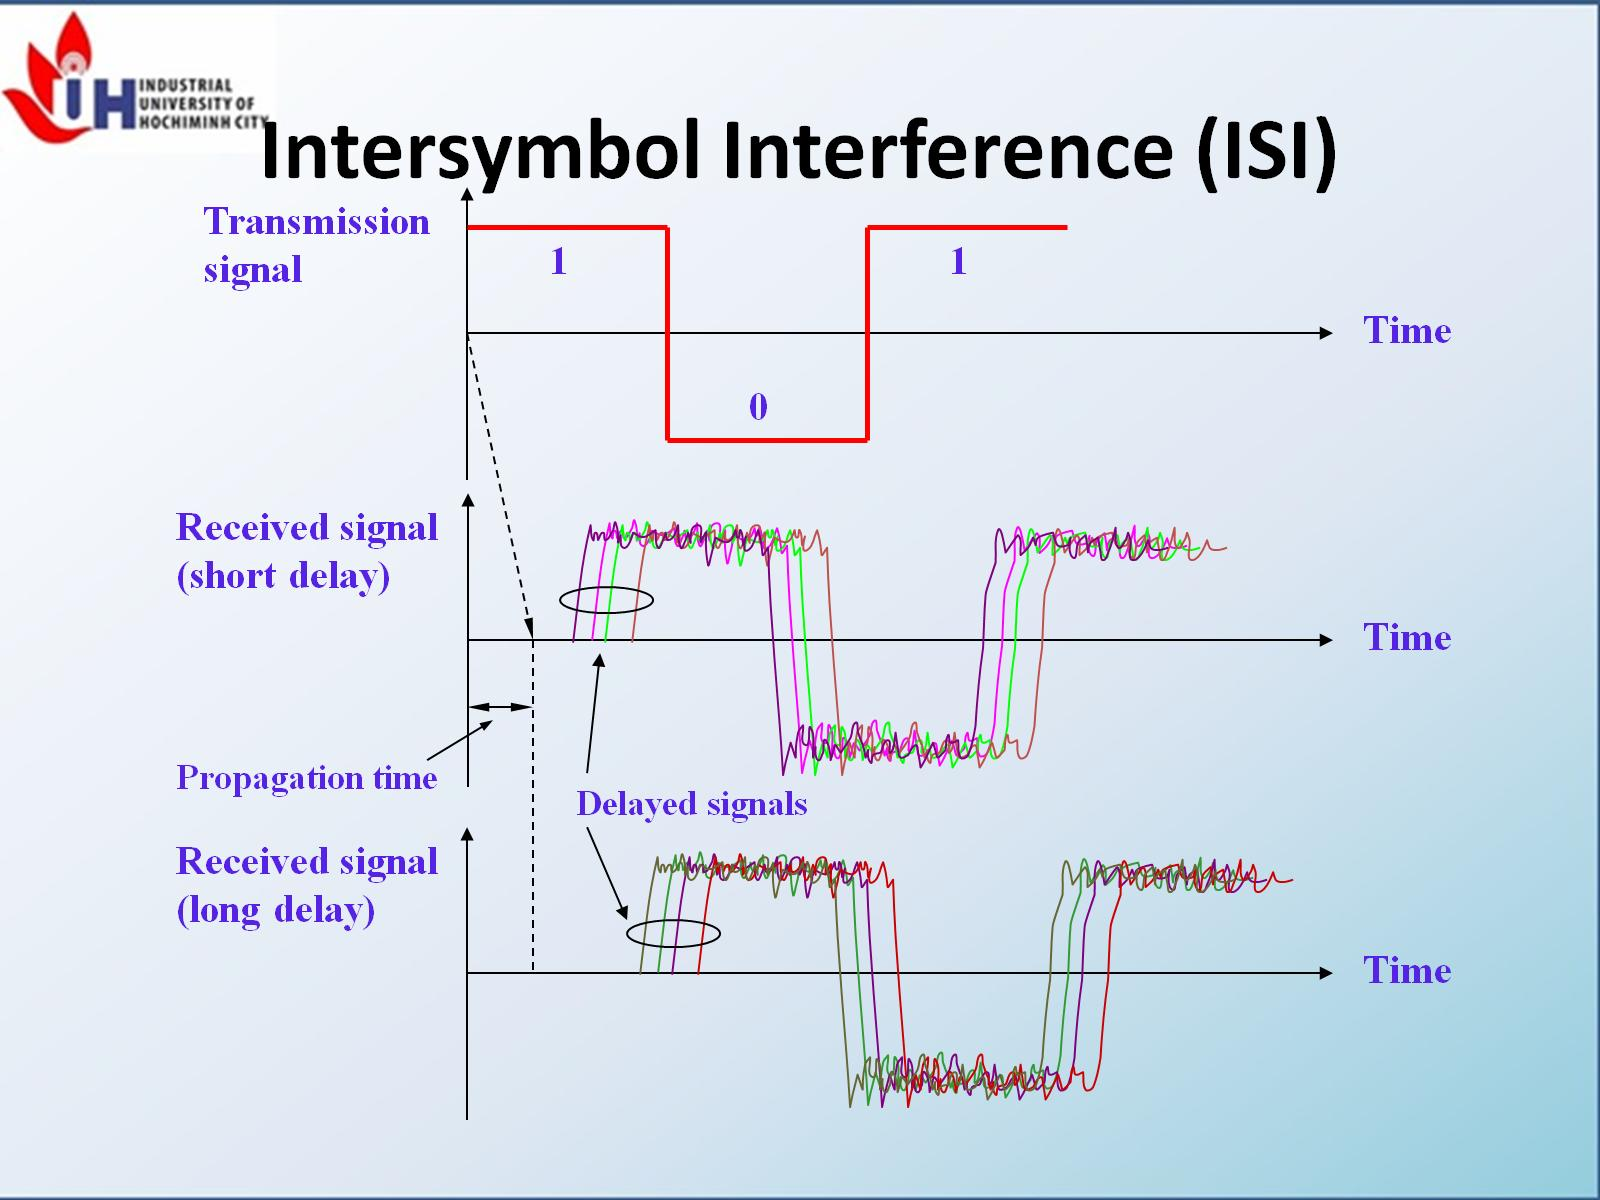 INDUSTRIAL
UNIVERSITY OF
HOCHIMINH CITY
Intersymbol Interference (ISI)
Transmission
signal
1
1
Time
0
Received signal
(short delay)
Time
Propagation time
Delayed signals
Received signal
(long delay)
Time